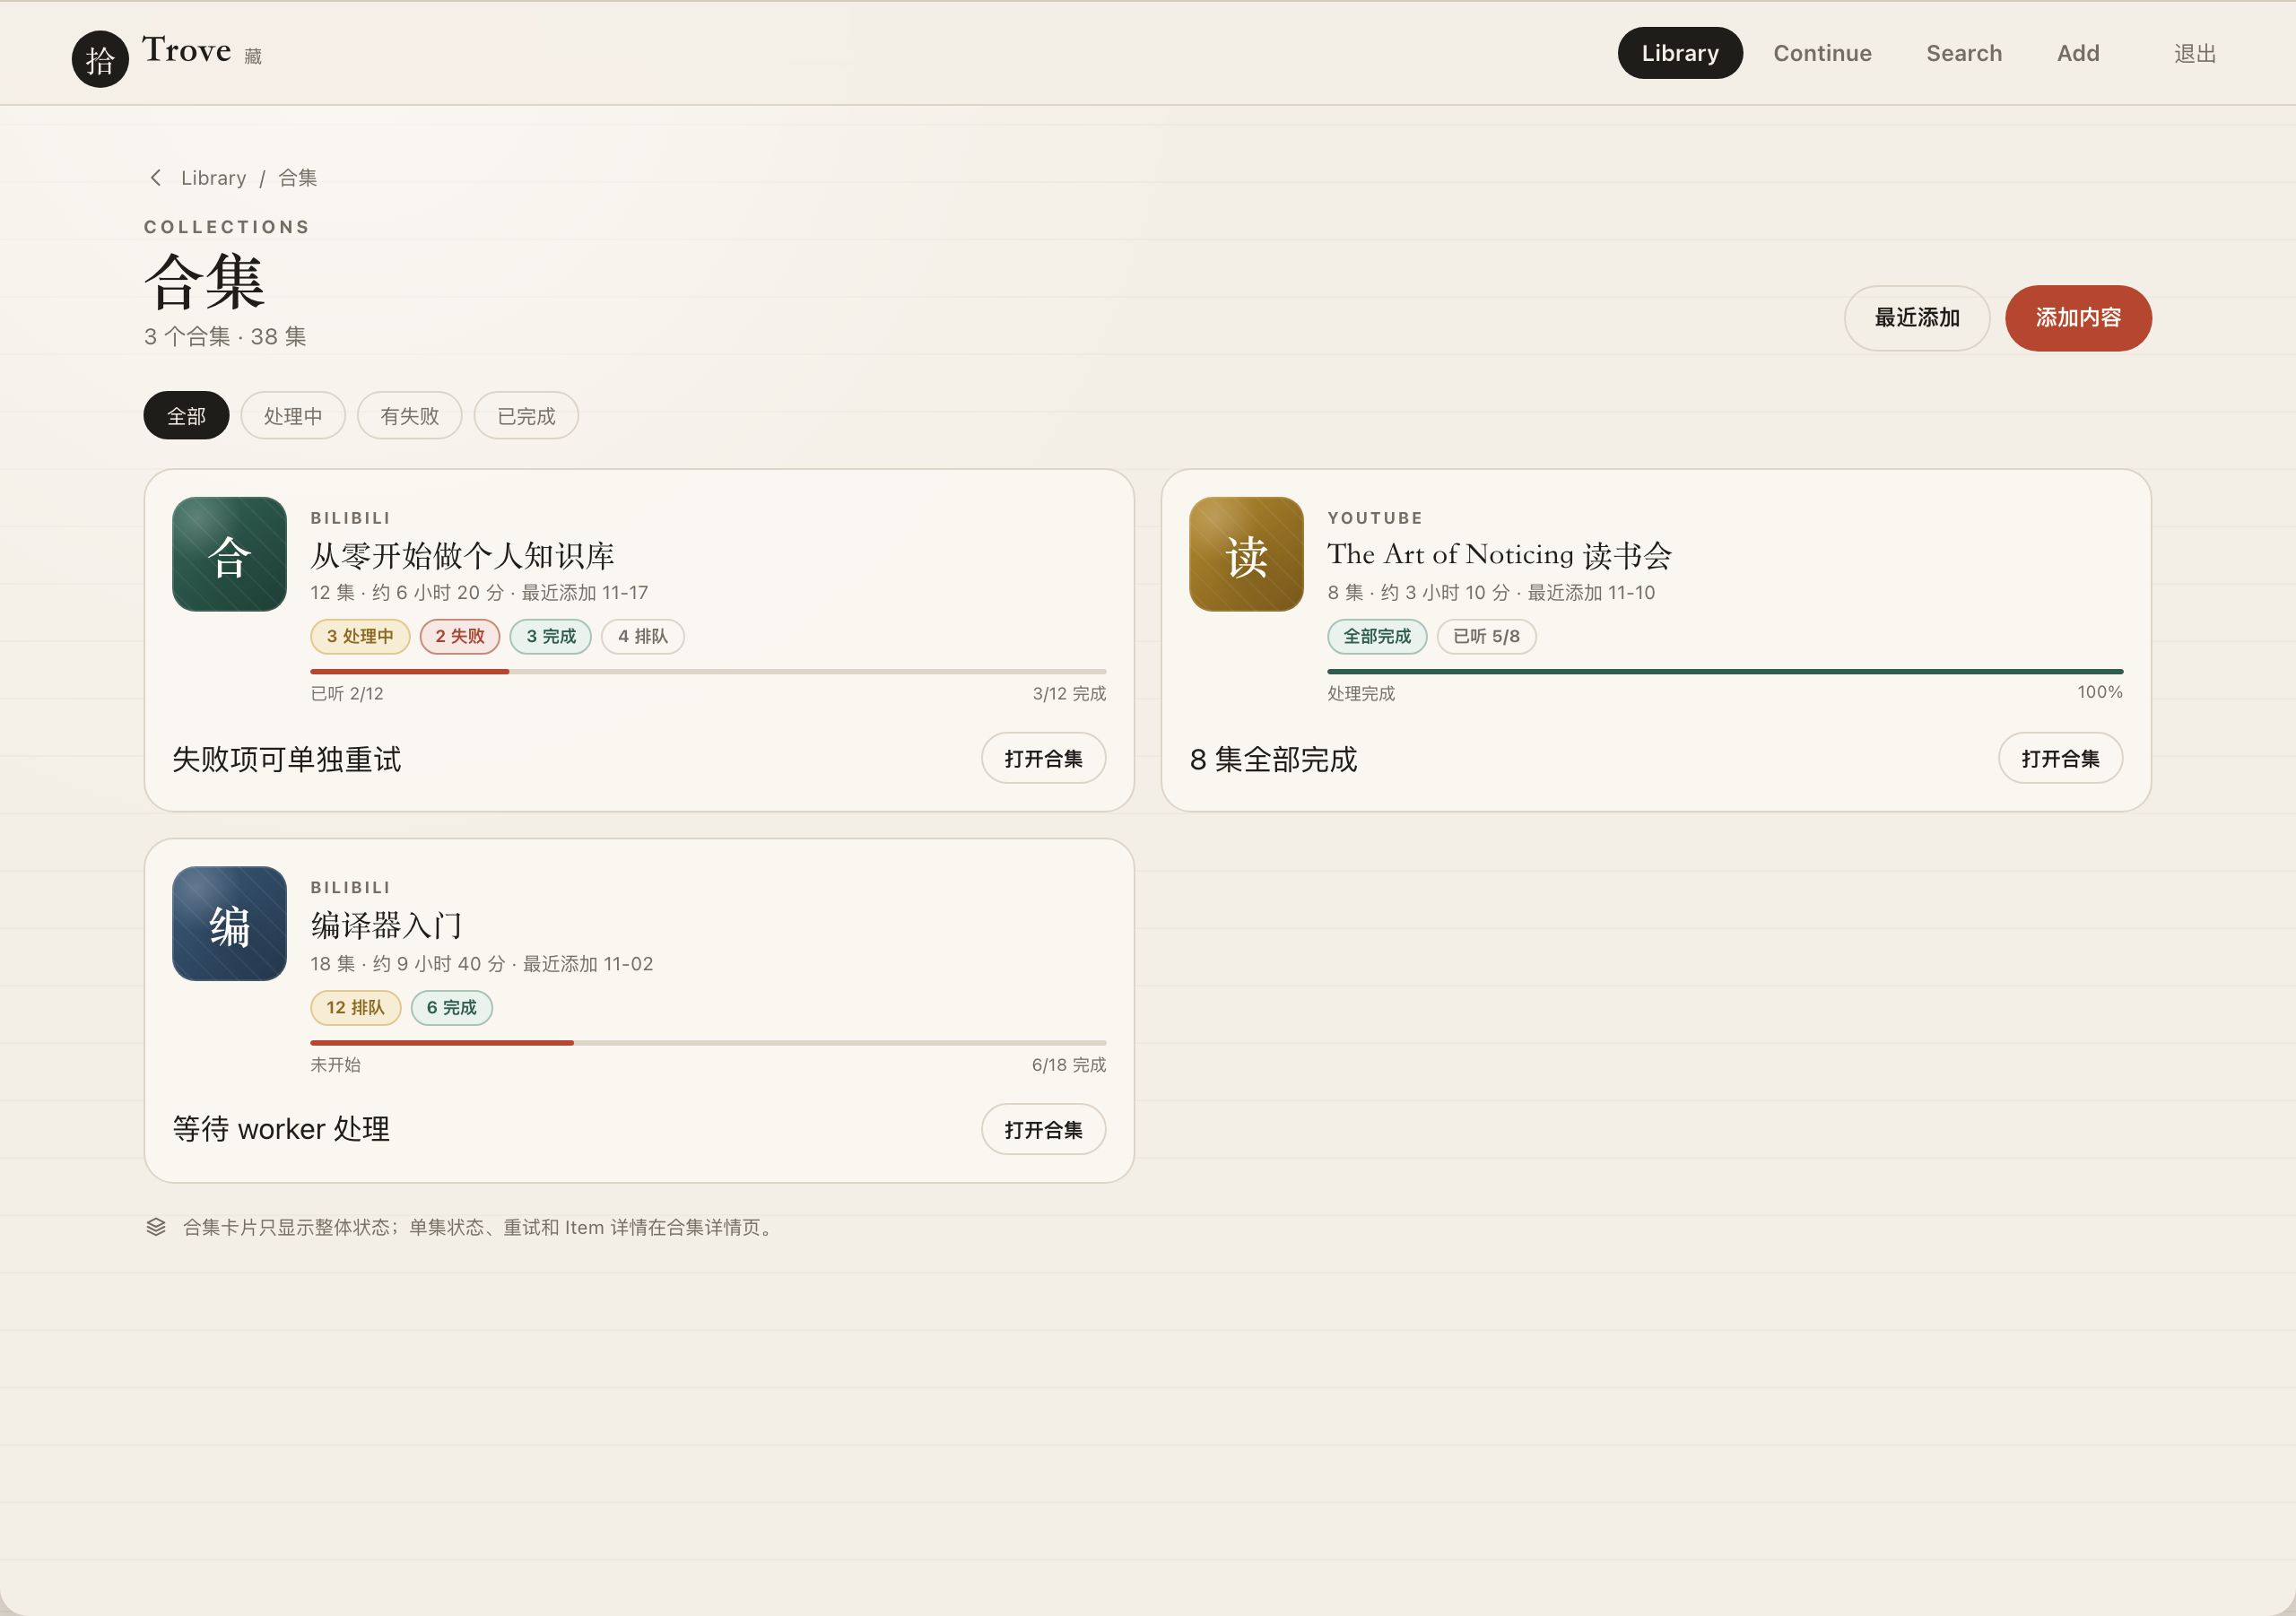 拾 Trove 藏
Library Continue Search Add 退出
Library / 合集
COLLECTIONS
合集
3 个合集 · 38 集
最近添加 添加内容
全部 处理中 有失败 已完成
合
BILIBILI
从零开始做个人知识库
12 集 · 约 6 小时 20 分 · 最近添加 11-17
3 处理中 2 失败 3 完成 4 排队
已听 2/12 3/12 完成
失败项可单独重试 打开合集
读
YOUTUBE
The Art of Noticing 读书会
8 集 · 约 3 小时 10 分 · 最近添加 11-10
全部完成 已听 5/8
处理完成 100%
8 集全部完成 打开合集
编
BILIBILI
编译器入门
18 集 · 约 9 小时 40 分 · 最近添加 11-02
12 排队 6 完成
未开始 6/18 完成
等待 worker 处理 打开合集
合集卡片只显示整体状态；单集状态、重试和 Item 详情在合集详情页。